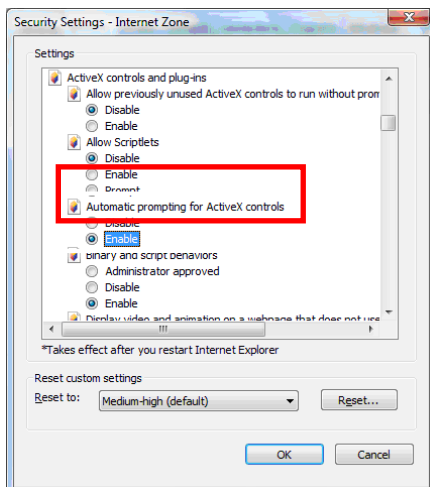 Security Settings - Internet Zone
Settings
ActiveX controls and plug-ins
Allow previously unused ActiveX controls to run without prom
Disable
Enable
Allow Scriptlets
Disable
Enable
Prompt
Automatic prompting for ActiveX controls
Disable
Enable
Binary and script behaviors
Administrator approved
Disable
Enable
Display video and animation on a webpage that does not use
*Takes effect after you restart Internet Explorer
Reset custom settings
Reset to: Medium-high (default) Reset...
OK Cancel